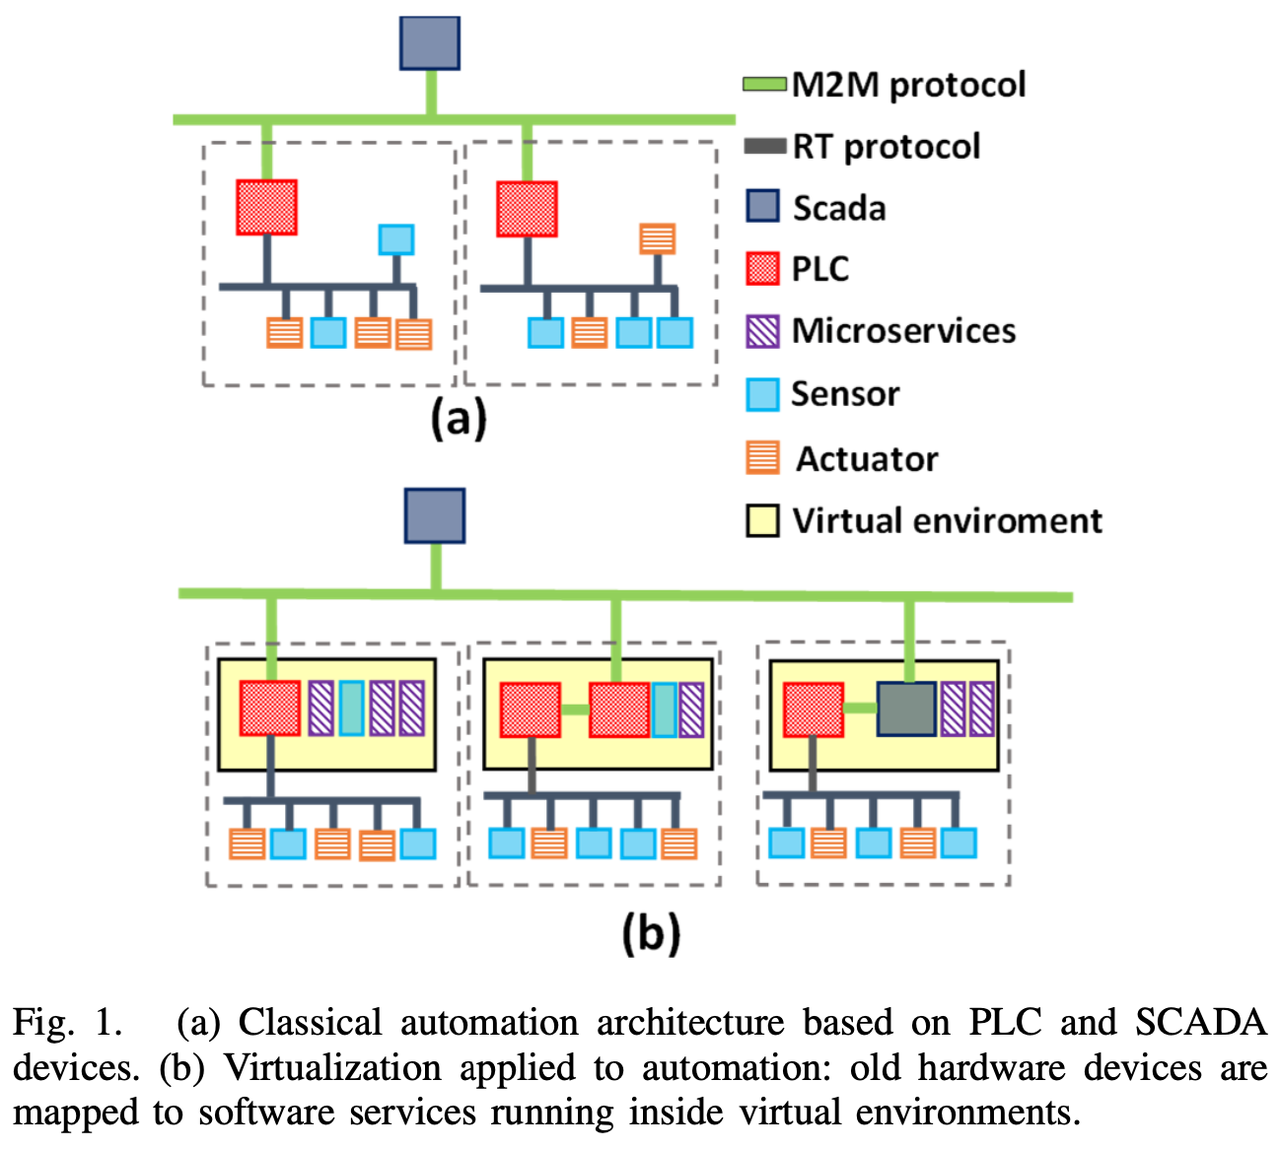 M2M protocol
RT protocol
Scada
PLC
Microservices
Sensor
Actuator
Virtual enviroment
(a)
(b)
Fig. 1. (a) Classical automation architecture based on PLC and SCADA
devices. (b) Virtualization applied to automation: old hardware devices are
mapped to software services running inside virtual environments.